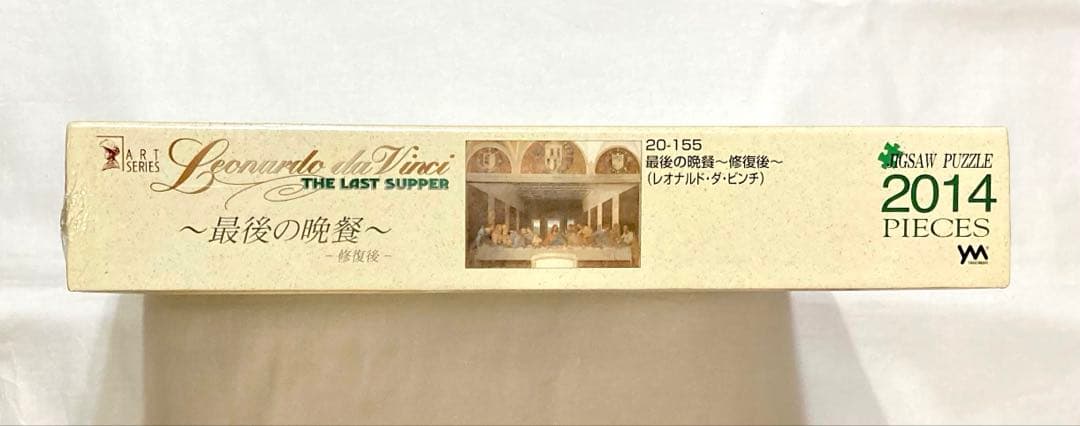 ART
SERIES
Leonardo da Vinci
THE LAST SUPPER
～最後の晩餐～
－修復後－
20-155
最後の晩餐～修復後～
(レオナルド・ダ・ビンチ)
JIGSAW PUZZLE
2014
PIECES
YM